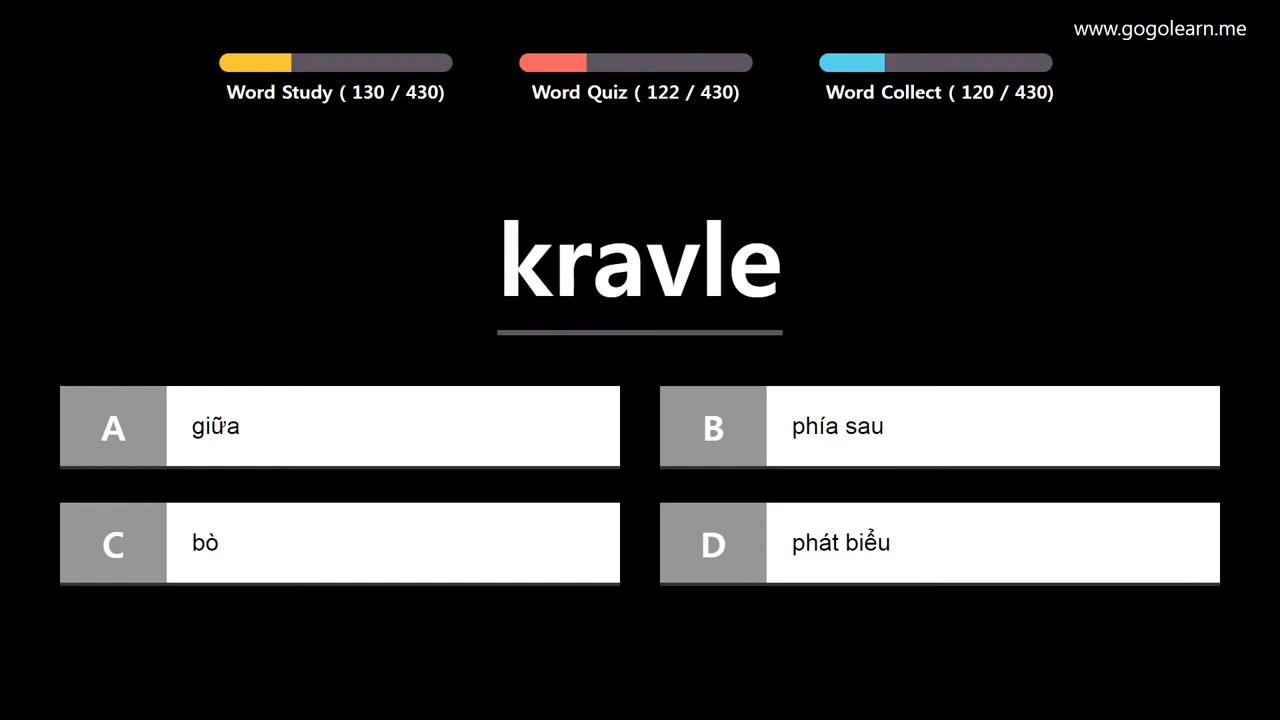 www.gogolearn.me
Word Study ( 130 / 430)
Word Quiz ( 122 / 430)
Word Collect ( 120 / 430)
kravle
A giữa
B phía sau
C bò
D phát biểu